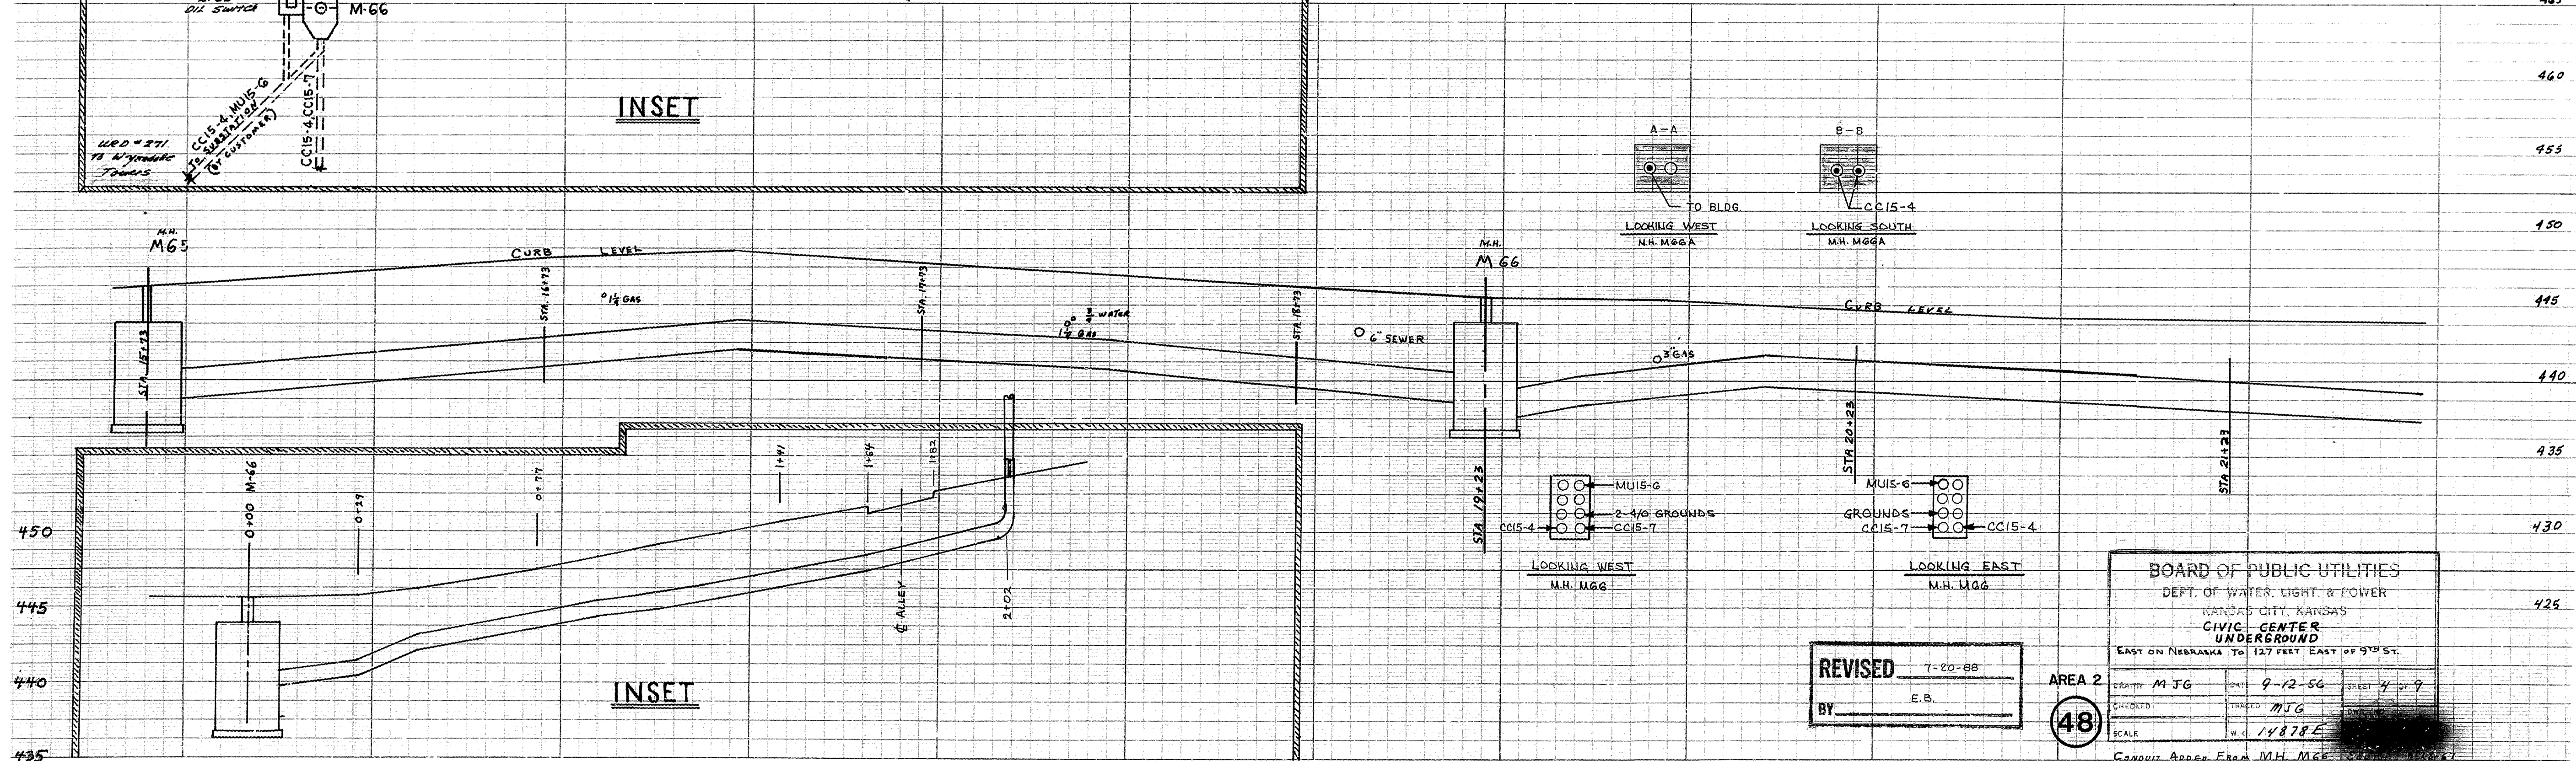 OIL SWITCH
M-66
465
460
455
450
445
440
435
430
425
CC15-4, MU15-6
TO SUBSTATION
(BY CUSTOMER)
CC15-4, CC15-7
URD #271
TO Wyandotte
Towers
INSET
A-A
TO BLDG.
LOOKING WEST
M.H. M66A
B-B
CC15-4
LOOKING SOUTH
M.H. M66A
M.H.
M65
STA. 15+73
CURB LEVEL
STA. 16+73
1¼" GAS
STA. 17+73
WATER
1¼" GAS
STA. 18+73
6" SEWER
M.H.
M 66
STA. 19+23
3" GAS
CURB LEVEL
STA 20+23
STA 21+23
0+00 M-66
0+29
0+77
1+41
1+64
1+82
℄ ALLEY
2+02
450
445
440
435
INSET
MU15-6
2-4/0 GROUNDS
CC15-4
CC15-7
LOOKING WEST
M.H. M66
MU15-6
GROUNDS
CC15-7
CC15-4
LOOKING EAST
M.H. M66
REVISED 7-20-88
BY E.B.
AREA 2
48
BOARD OF PUBLIC UTILITIES
DEPT. OF WATER, LIGHT, & POWER
KANSAS CITY, KANSAS
CIVIC CENTER
UNDERGROUND
EAST ON NEBRASKA TO 127 FEET EAST OF 9TH ST.
DRAWN MJG
DATE 9-12-56
SHEET 4 OF 9
CHECKED
TRACED MJG
SCALE
W.O. 14878E
CONDUIT ADDED FROM M.H. M66